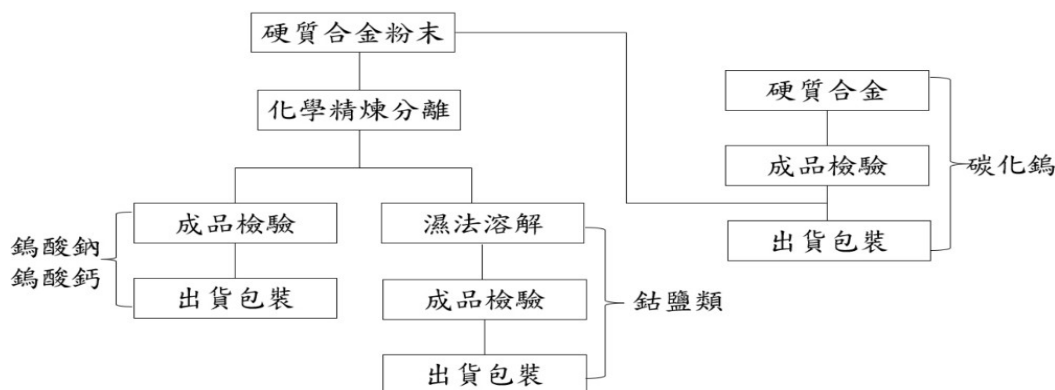 硬質合金粉末
化學精煉分離
成品檢驗
出貨包裝
鎢酸鈉
鎢酸鈣
濕法溶解
成品檢驗
出貨包裝
鈷鹽類
硬質合金
成品檢驗
出貨包裝
碳化鎢